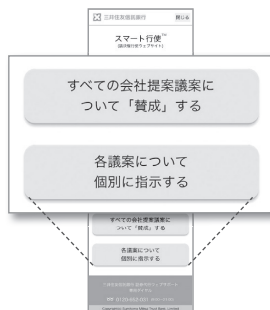 三井住友信託銀行
閉じる
スマート行使™
すべての会社提案議案に
ついて「賛成」する
各議案について
個別に指示する
すべての会社提案議案に
ついて「賛成」する
各議案について
個別に指示する